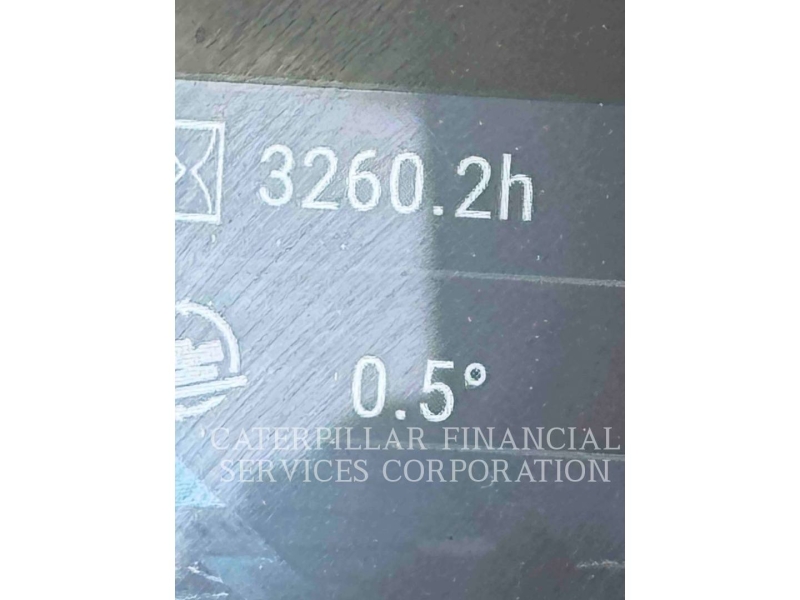 3260.2h
0.5°
CATERPILLAR FINANCIAL
SERVICES CORPORATION